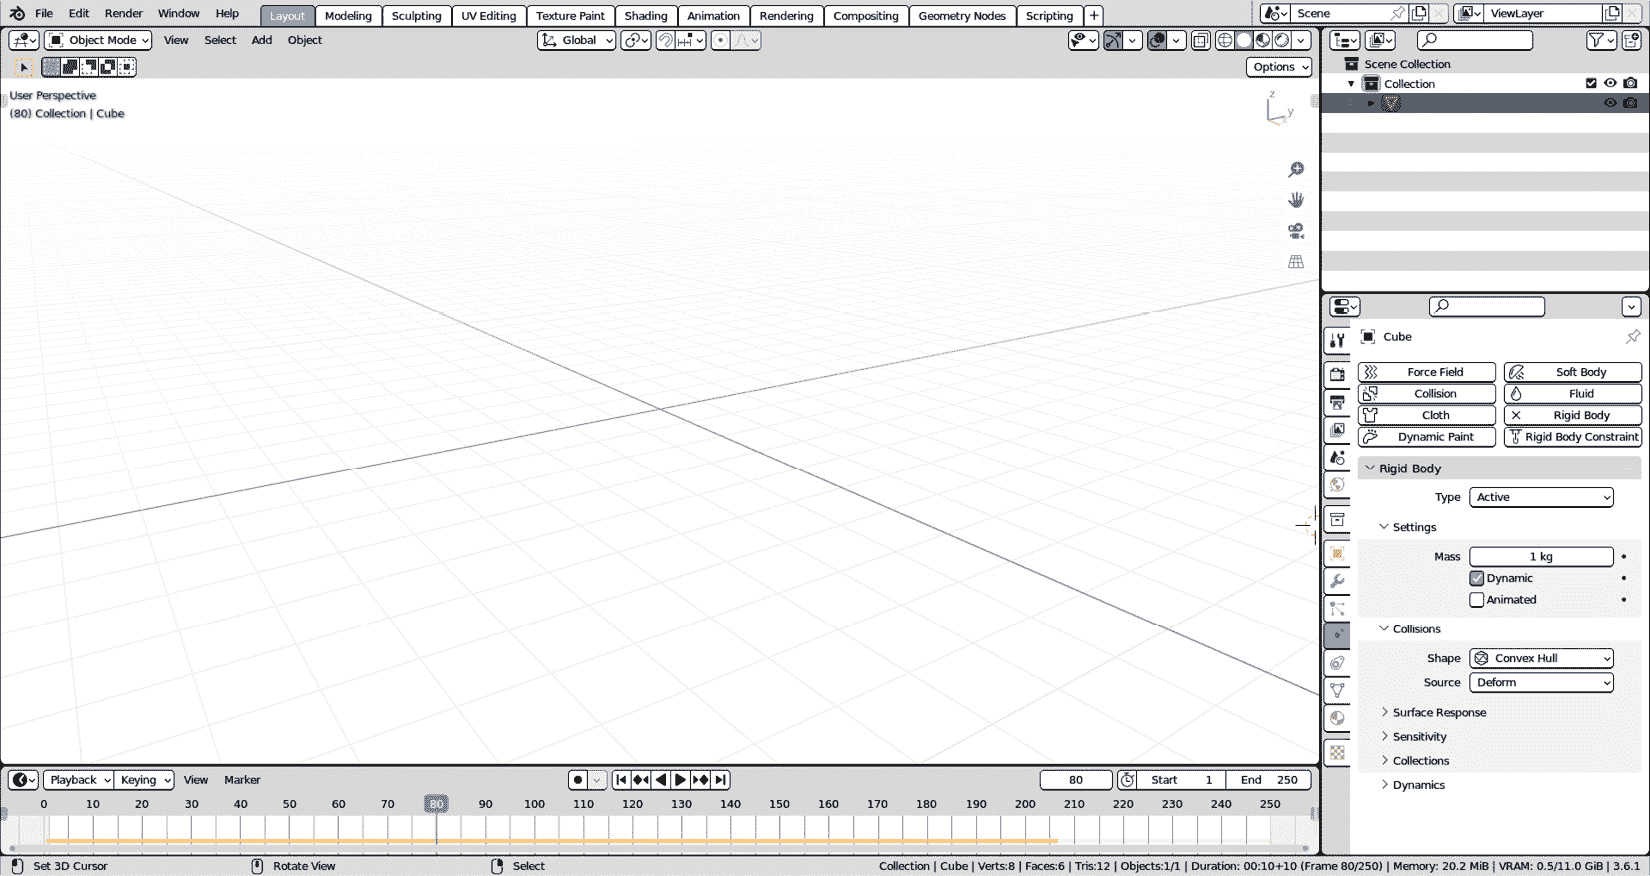 File Edit Render Window Help Layout Modeling Sculpting UV Editing Texture Paint Shading Animation Rendering Compositing Geometry Nodes Scripting + Scene ViewLayer
Object Mode View Select Add Object Global
Options
User Perspective
(80) Collection | Cube
Z
y
Scene Collection
Collection
Cube
Force Field Soft Body
Collision Fluid
Cloth Rigid Body
Dynamic Paint Rigid Body Constraint
Rigid Body
Type Active
Settings
Mass 1 kg
Dynamic
Animated
Collisions
Shape Convex Hull
Source Deform
Surface Response
Sensitivity
Collections
Dynamics
Playback Keying View Marker 80 Start 1 End 250
0 10 20 30 40 50 60 70 80 90 100 110 120 130 140 150 160 170 180 190 200 210 220 230 240 250
Set 3D Cursor Rotate View Select Collection | Cube | Verts:8 | Faces:6 | Tris:12 | Objects:1/1 | Duration: 00:10+10 (Frame 80/250) | Memory: 20.2 MiB | VRAM: 0.5/11.0 GiB | 3.6.1